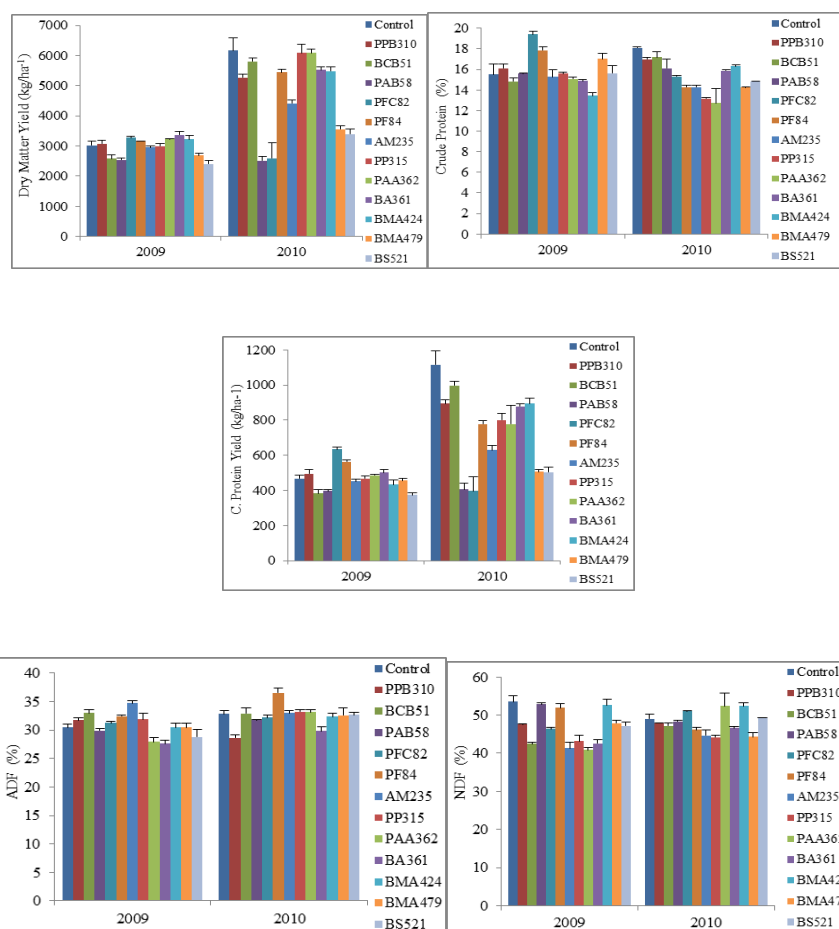 Dry Matter Yield (kg/ha-¹)
7000
6000
5000
4000
3000
2000
1000
0
2009
2010
Control
PPB310
BCB51
PAB58
PFC82
PF84
AM235
PP315
PAA362
BA361
BMA424
BMA479
BS521
Crude Protein (%)
20
18
16
14
12
10
8
6
4
2
0
2009
2010
Control
PPB310
BCB51
PAB58
PFC82
PF84
AM235
PP315
PAA362
BA361
BMA424
BMA479
BS521
C. Protein Yield (kg/ha-1)
1200
1000
800
600
400
200
0
2009
2010
Control
PPB310
BCB51
PAB58
PFC82
PF84
AM235
PP315
PAA362
BA361
BMA424
BMA479
BS521
ADF (%)
40
35
30
25
20
15
10
5
0
2009
2010
Control
PPB310
BCB51
PAB58
PFC82
PF84
AM235
PP315
PAA362
BA361
BMA424
BMA479
BS521
NDF (%)
60
50
40
30
20
10
0
2009
2010
Control
PPB310
BCB51
PAB58
PFC82
PF84
AM235
PP315
PAA362
BA361
BMA42
BMA47
BS521